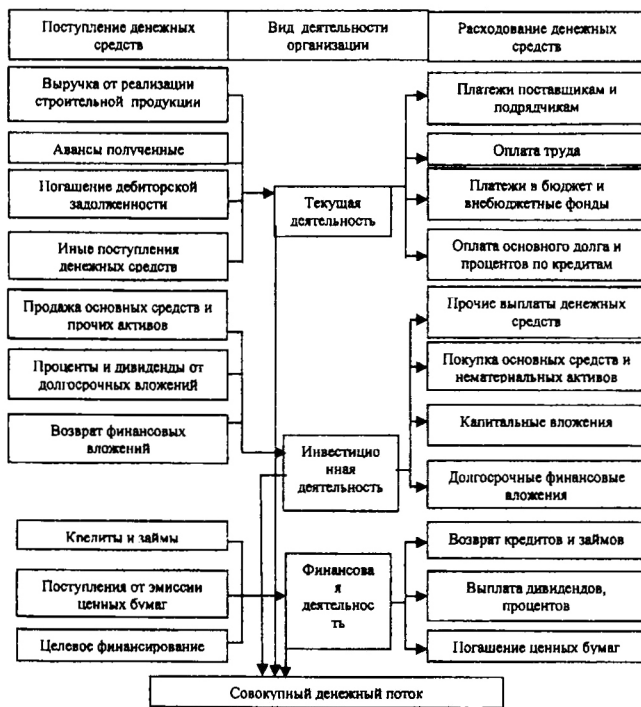 Поступление денежных
средств
Вид деятельности
организации
Расходование денежных
средств
Выручка от реализации
строительной продукции
Авансы полученные
Погашение дебиторской
задолженности
Иные поступления
денежных средств
Продажа основных средств и
прочих активов
Проценты и дивиденды от
долгосрочных вложений
Возврат финансовых
вложений
Кредиты и займы
Поступления от эмиссии
ценных бумаг
Целевое финансирование
Текущая
деятельность
Инвестицио
нная
деятельность
Финансова
я
деятельнос
ть
Платежи поставщикам и
подрядчикам
Оплата труда
Платежи в бюджет и
внебюджетные фонды
Оплата основного долга и
процентов по кредитам
Прочие выплаты денежных
средств
Покупка основных средств и
нематериальных активов
Капитальные вложения
Долгосрочные финансовые
вложения
Возврат кредитов и займов
Выплата дивидендов,
процентов
Погашение ценных бумаг
Совокупный денежный поток